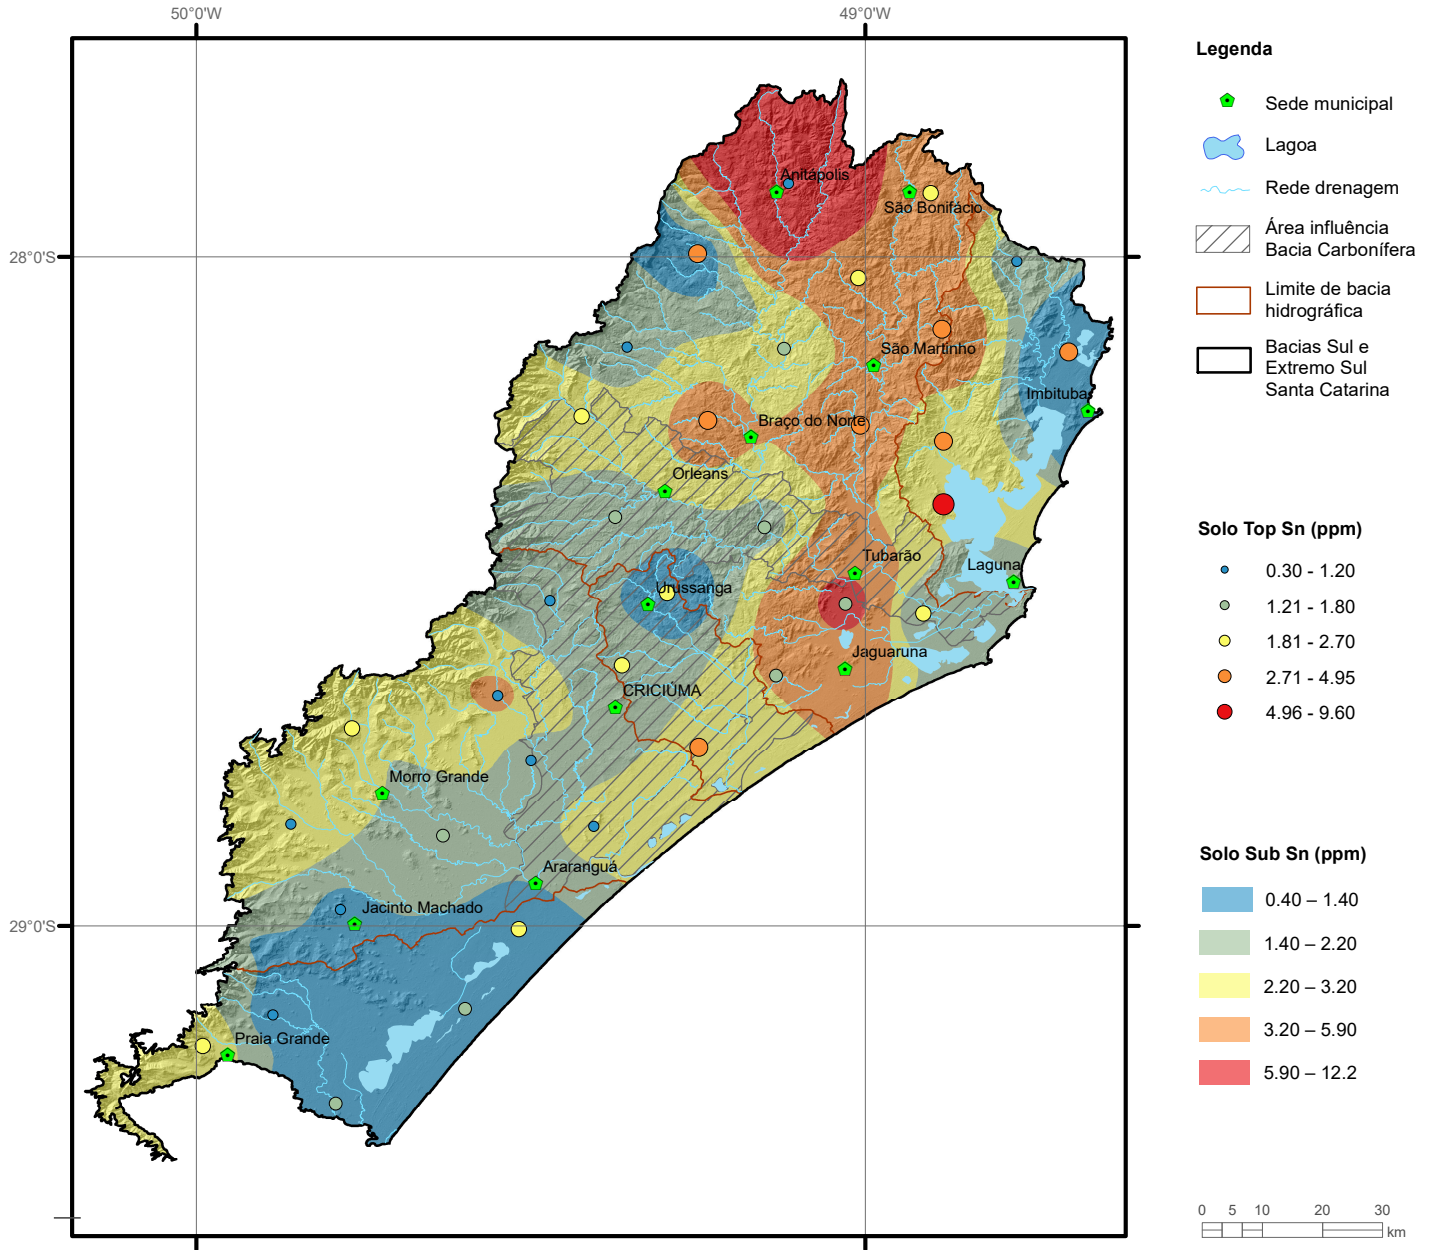 50°0'W
49°0'W
28°0'S
29°0'S
Anitápolis
São Bonifácio
São Martinho
Imbituba
Braço do Norte
Orleans
Tubarão
Laguna
Urussanga
Jaguaruna
CRICIÚMA
Morro Grande
Araranguá
Jacinto Machado
Praia Grande
Legenda
Sede municipal
Lagoa
Rede drenagem
Área influência
Bacia Carbonífera
Limite de bacia
hidrográfica
Bacias Sul e
Extremo Sul
Santa Catarina
Solo Top Sn (ppm)
0.30 - 1.20
1.21 - 1.80
1.81 - 2.70
2.71 - 4.95
4.96 - 9.60
Solo Sub Sn (ppm)
0.40 – 1.40
1.40 – 2.20
2.20 – 3.20
3.20 – 5.90
5.90 – 12.2
0 5 10 20 30
km